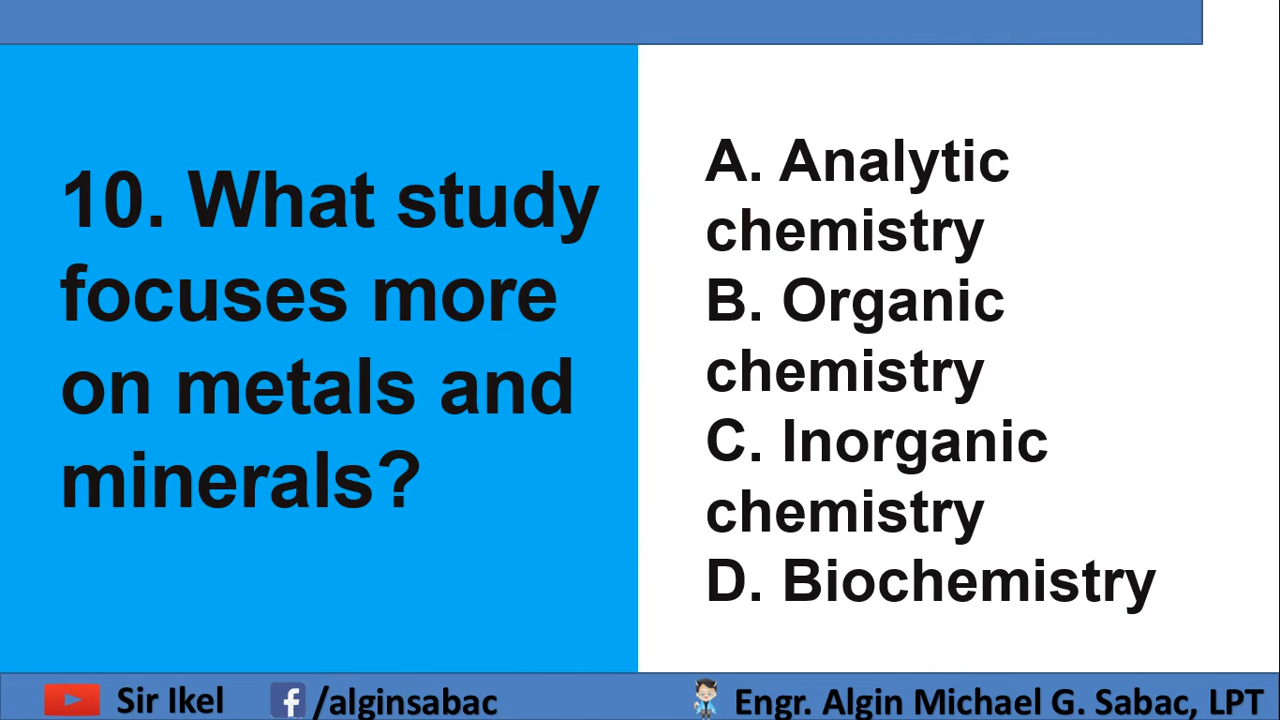 10. What study
focuses more
on metals and
minerals?
A. Analytic
chemistry
B. Organic
chemistry
C. Inorganic
chemistry
D. Biochemistry
Sir Ikel
/alginsabac
Engr. Algin Michael G. Sabac, LPT